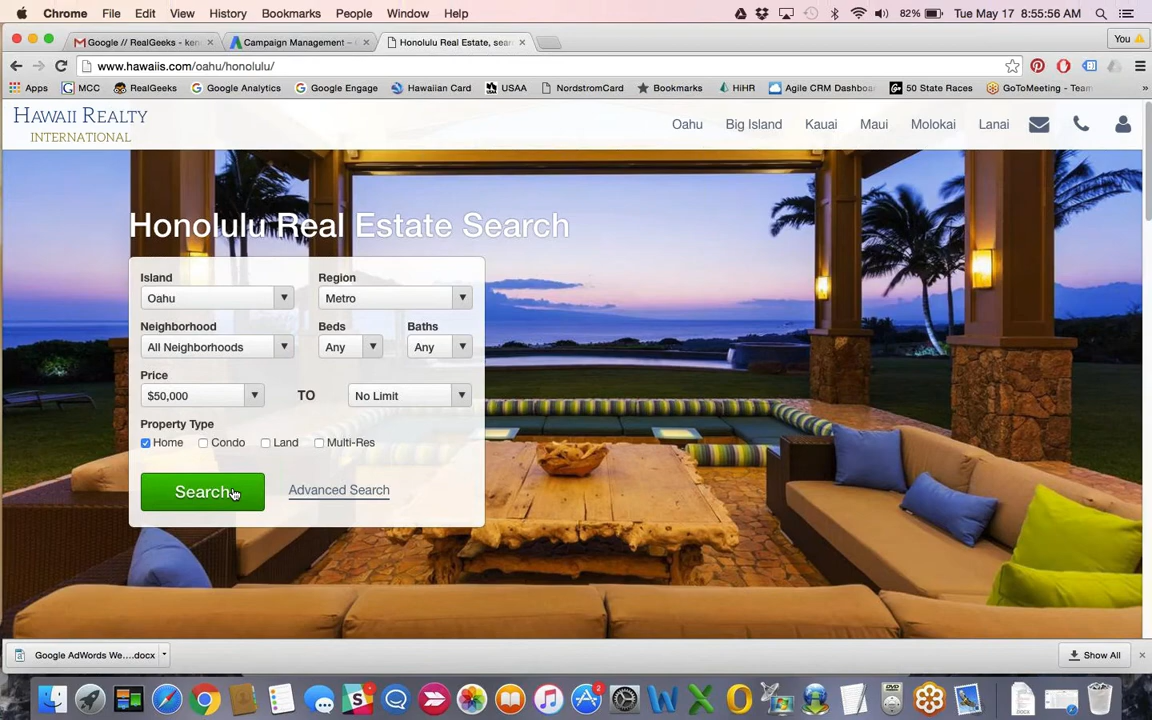 Chrome File Edit View History Bookmarks People Window Help 82% Tue May 17 8:55:56 AM
Google // RealGeeks - ken Campaign Management – Honolulu Real Estate, sear You
www.hawaiis.com/oahu/honolulu/
Apps MCC RealGeeks Google Analytics Google Engage Hawaiian Card USAA NordstromCard Bookmarks HiHR Agile CRM Dashboa 50 State Races GoToMeeting - Team »
HAWAII REALTY
INTERNATIONAL
Oahu Big Island Kauai Maui Molokai Lanai
Honolulu Real Estate Search
Island Region
Oahu Metro
Neighborhood Beds Baths
All Neighborhoods Any Any
Price
$50,000 TO No Limit
Property Type
Home Condo Land Multi-Res
Search Advanced Search
Google AdWords We....docx Show All